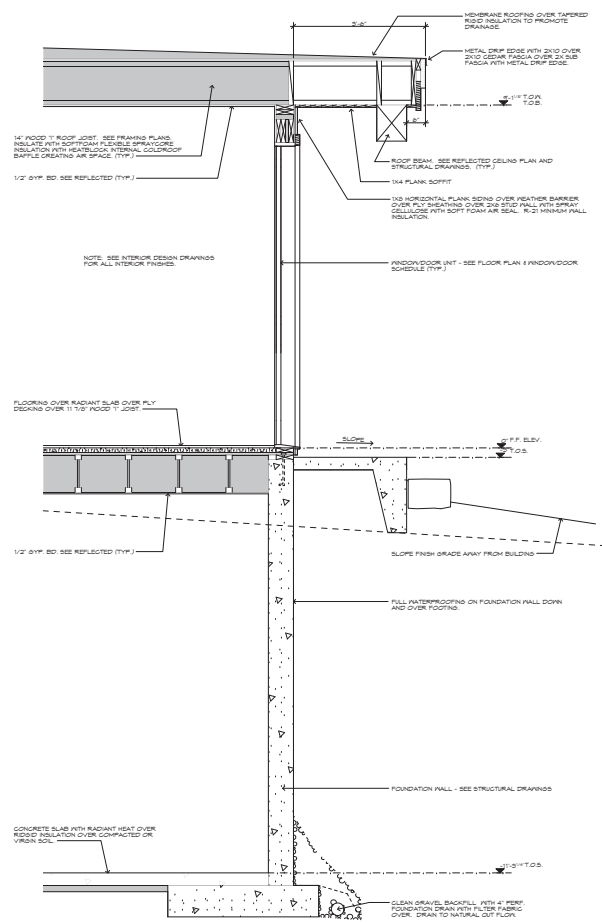 5'-6"
MEMBRANE ROOFING OVER TAPERED
RIGID INSULATION TO PROMOTE
DRAINAGE.
METAL DRIP EDGE WITH 2X10 OVER
2X10 CEDAR FASCIA OVER 2X SUB
FASCIA WITH METAL DRIP EDGE.
T.O.W.
T.O.B.
6"
14" WOOD "I" ROOF JOIST. SEE FRAMING PLANS.
INSULATE WITH SOFTFOAM FLEXIBLE SPRAYCORE
INSULATION WITH HEATBLOCK INTERNAL COLDROOF
BAFFLE CREATING AIR SPACE. (TYP.)
1/2" GYP. BD. SEE REFLECTED (TYP.)
ROOF BEAM. SEE REFLECTED CEILING PLAN AND
STRUCTURAL DRAWINGS. (TYP.)
1X4 PLANK SOFFIT
1X8 HORIZONTAL PLANK SIDING OVER WEATHER BARRIER
OVER PLY SHEATHING OVER 2X6 STUD WALL WITH SPRAY
CELLULOSE WITH SOFT FOAM AIR SEAL. R-21 MINIMUM WALL
INSULATION.
NOTE: SEE INTERIOR DESIGN DRAWINGS
FOR ALL INTERIOR FINISHES.
WINDOW/DOOR UNIT - SEE FLOOR PLAN & WINDOW/DOOR
SCHEDULE (TYP.)
FLOORING OVER RADIANT SLAB OVER PLY
DECKING OVER 11 7/8" WOOD "I" JOIST.
SLOPE
0" F.F. ELEV.
T.O.S.
1/2" GYP. BD. SEE REFLECTED (TYP.)
SLOPE FINISH GRADE AWAY FROM BUILDING
FULL WATERPROOFING ON FOUNDATION WALL DOWN
AND OVER FOOTING.
FOUNDATION WALL - SEE STRUCTURAL DRAWINGS
CONCRETE SLAB WITH RADIANT HEAT OVER
RIDGID INSULATION OVER COMPACTED OR
VIRGIN SOIL.
T.O.S.
CLEAN GRAVEL BACKFILL WITH 4" PERF.
FOUNDATION DRAIN WITH FILTER FABRIC
OVER. DRAIN TO NATURAL OUT FLOW.